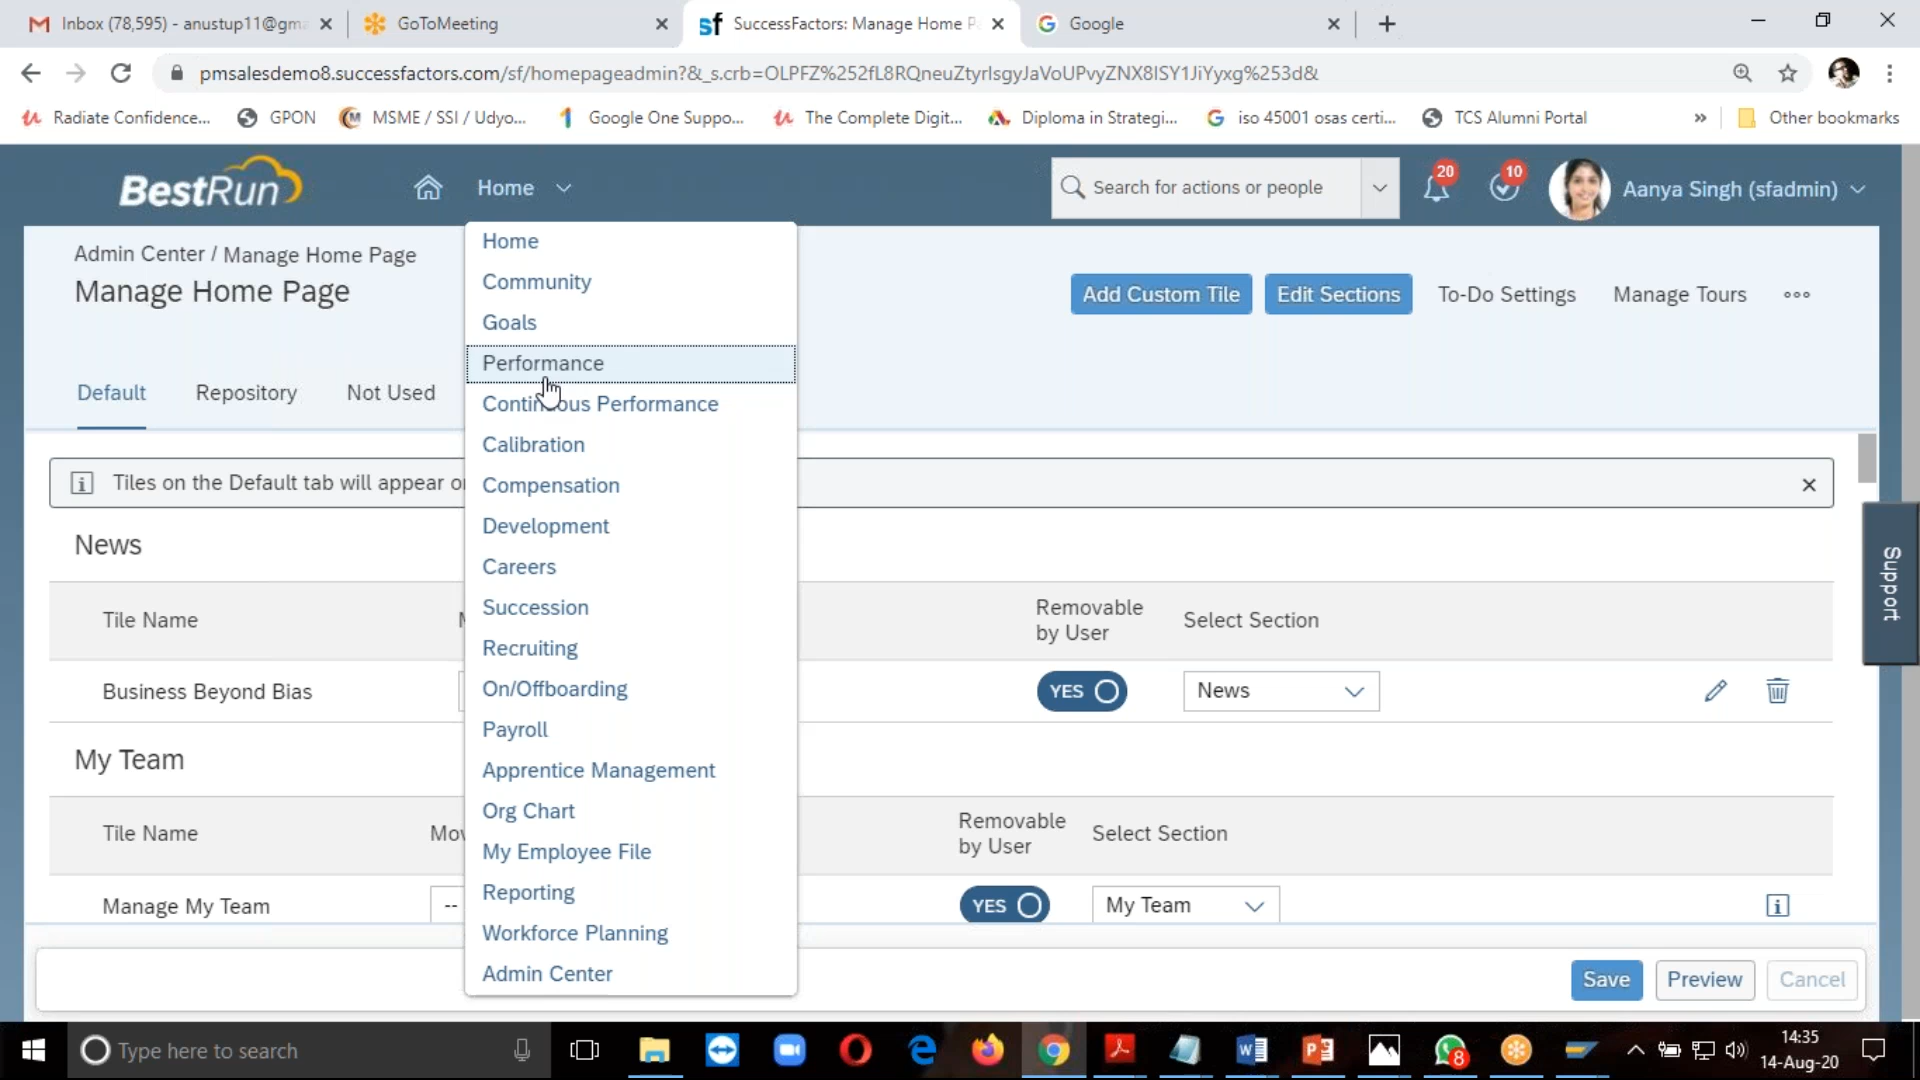 Inbox (78,595) - anustup11@gma
GoToMeeting
SuccessFactors: Manage Home P
Google
pmsalesdemo8.successfactors.com/sf/homepageadmin?&_s.crb=OLPFZ%252fL8RQneuZtyrIsgyJaVoUPvyZNX8ISY1JiYyxg%253d&
Radiate Confidence...
GPON
MSME / SSI / Udyo...
Google One Suppo...
The Complete Digit...
Diploma in Strategi...
iso 45001 osas certi...
TCS Alumni Portal
»
Other bookmarks
BestRun
Home
Search for actions or people
20
10
Aanya Singh (sfadmin)
Admin Center / Manage Home Page
Manage Home Page
Add Custom Tile
Edit Sections
To-Do Settings
Manage Tours
Default
Repository
Not Used
Home
Community
Goals
Performance
Continuous Performance
Calibration
Compensation
Development
Careers
Succession
Recruiting
On/Offboarding
Payroll
Apprentice Management
Org Chart
My Employee File
Reporting
Workforce Planning
Admin Center
Tiles on the Default tab will appear
News
Tile Name
Removable
by User
Select Section
Business Beyond Bias
YES
News
My Team
Tile Name
Removable
by User
Select Section
Manage My Team
--
YES
My Team
Support
Save
Preview
Cancel
Type here to search
8
14:35
14-Aug-20